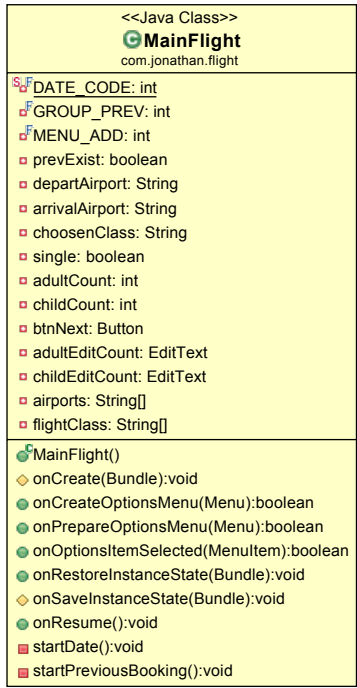 <<Java Class>>
MainFlight
com.jonathan.flight
DATE_CODE: int
GROUP_PREV: int
MENU_ADD: int
prevExist: boolean
departAirport: String
arrivalAirport: String
choosenClass: String
single: boolean
adultCount: int
childCount: int
btnNext: Button
adultEditCount: EditText
childEditCount: EditText
airports: String[]
flightClass: String[]
MainFlight()
onCreate(Bundle):void
onCreateOptionsMenu(Menu):boolean
onPrepareOptionsMenu(Menu):boolean
onOptionsItemSelected(MenuItem):boolean
onRestoreInstanceState(Bundle):void
onSaveInstanceState(Bundle):void
onResume():void
startDate():void
startPreviousBooking():void